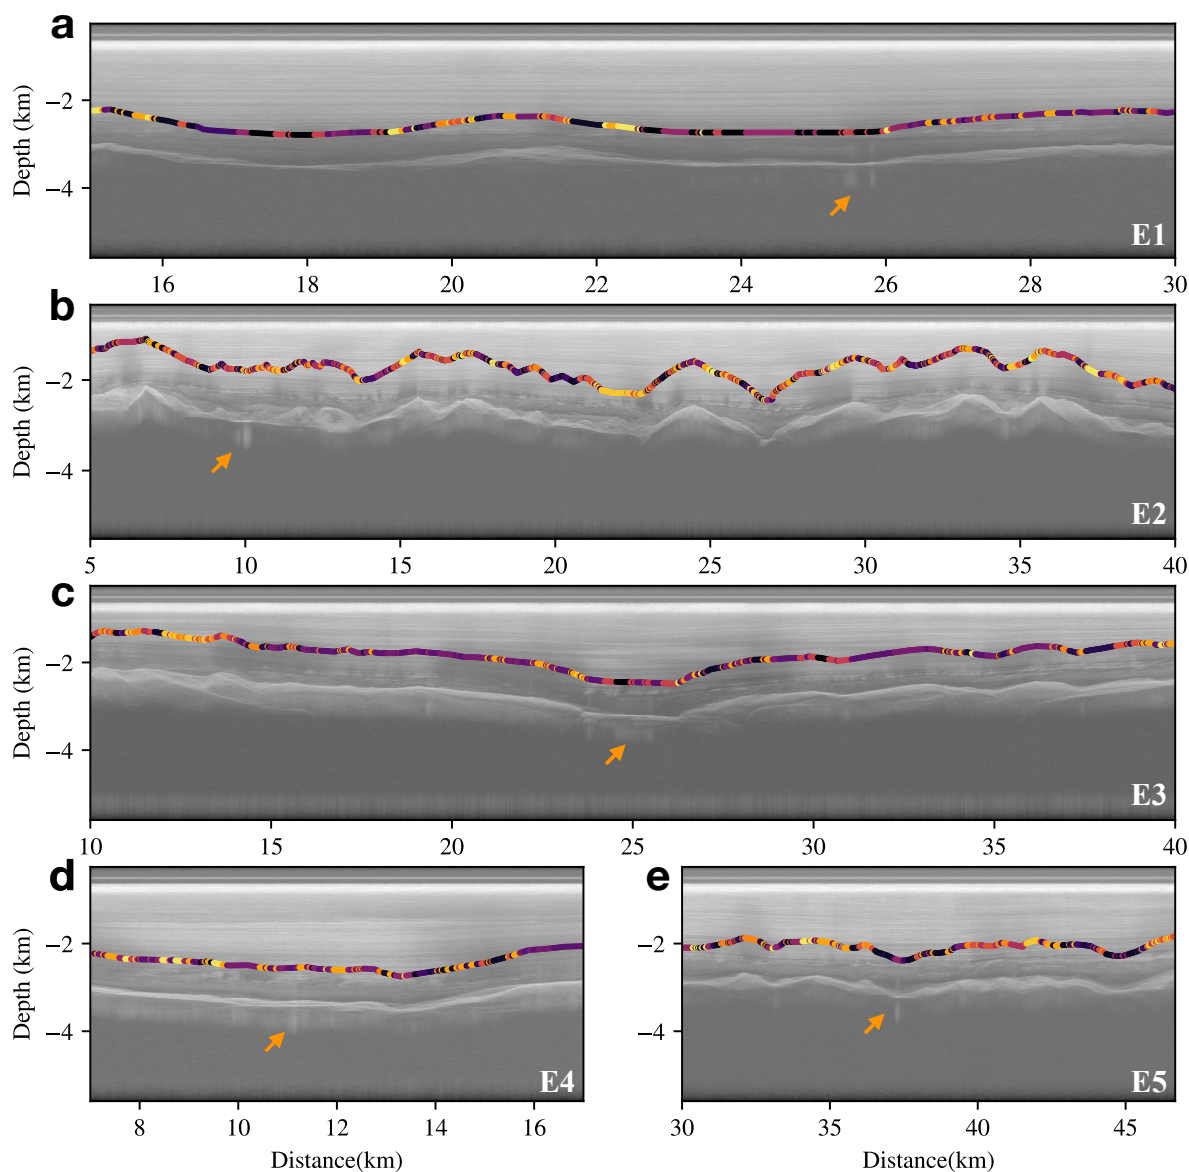 a
Depth (km)
−2
−4
E1
16 18 20 22 24 26 28 30
b
Depth (km)
−2
−4
E2
5 10 15 20 25 30 35 40
c
Depth (km)
−2
−4
E3
10 15 20 25 30 35 40
d
Depth (km)
−2
−4
E4
8 10 12 14 16
Distance(km)
e
Depth (km)
−2
−4
E5
30 35 40 45
Distance(km)